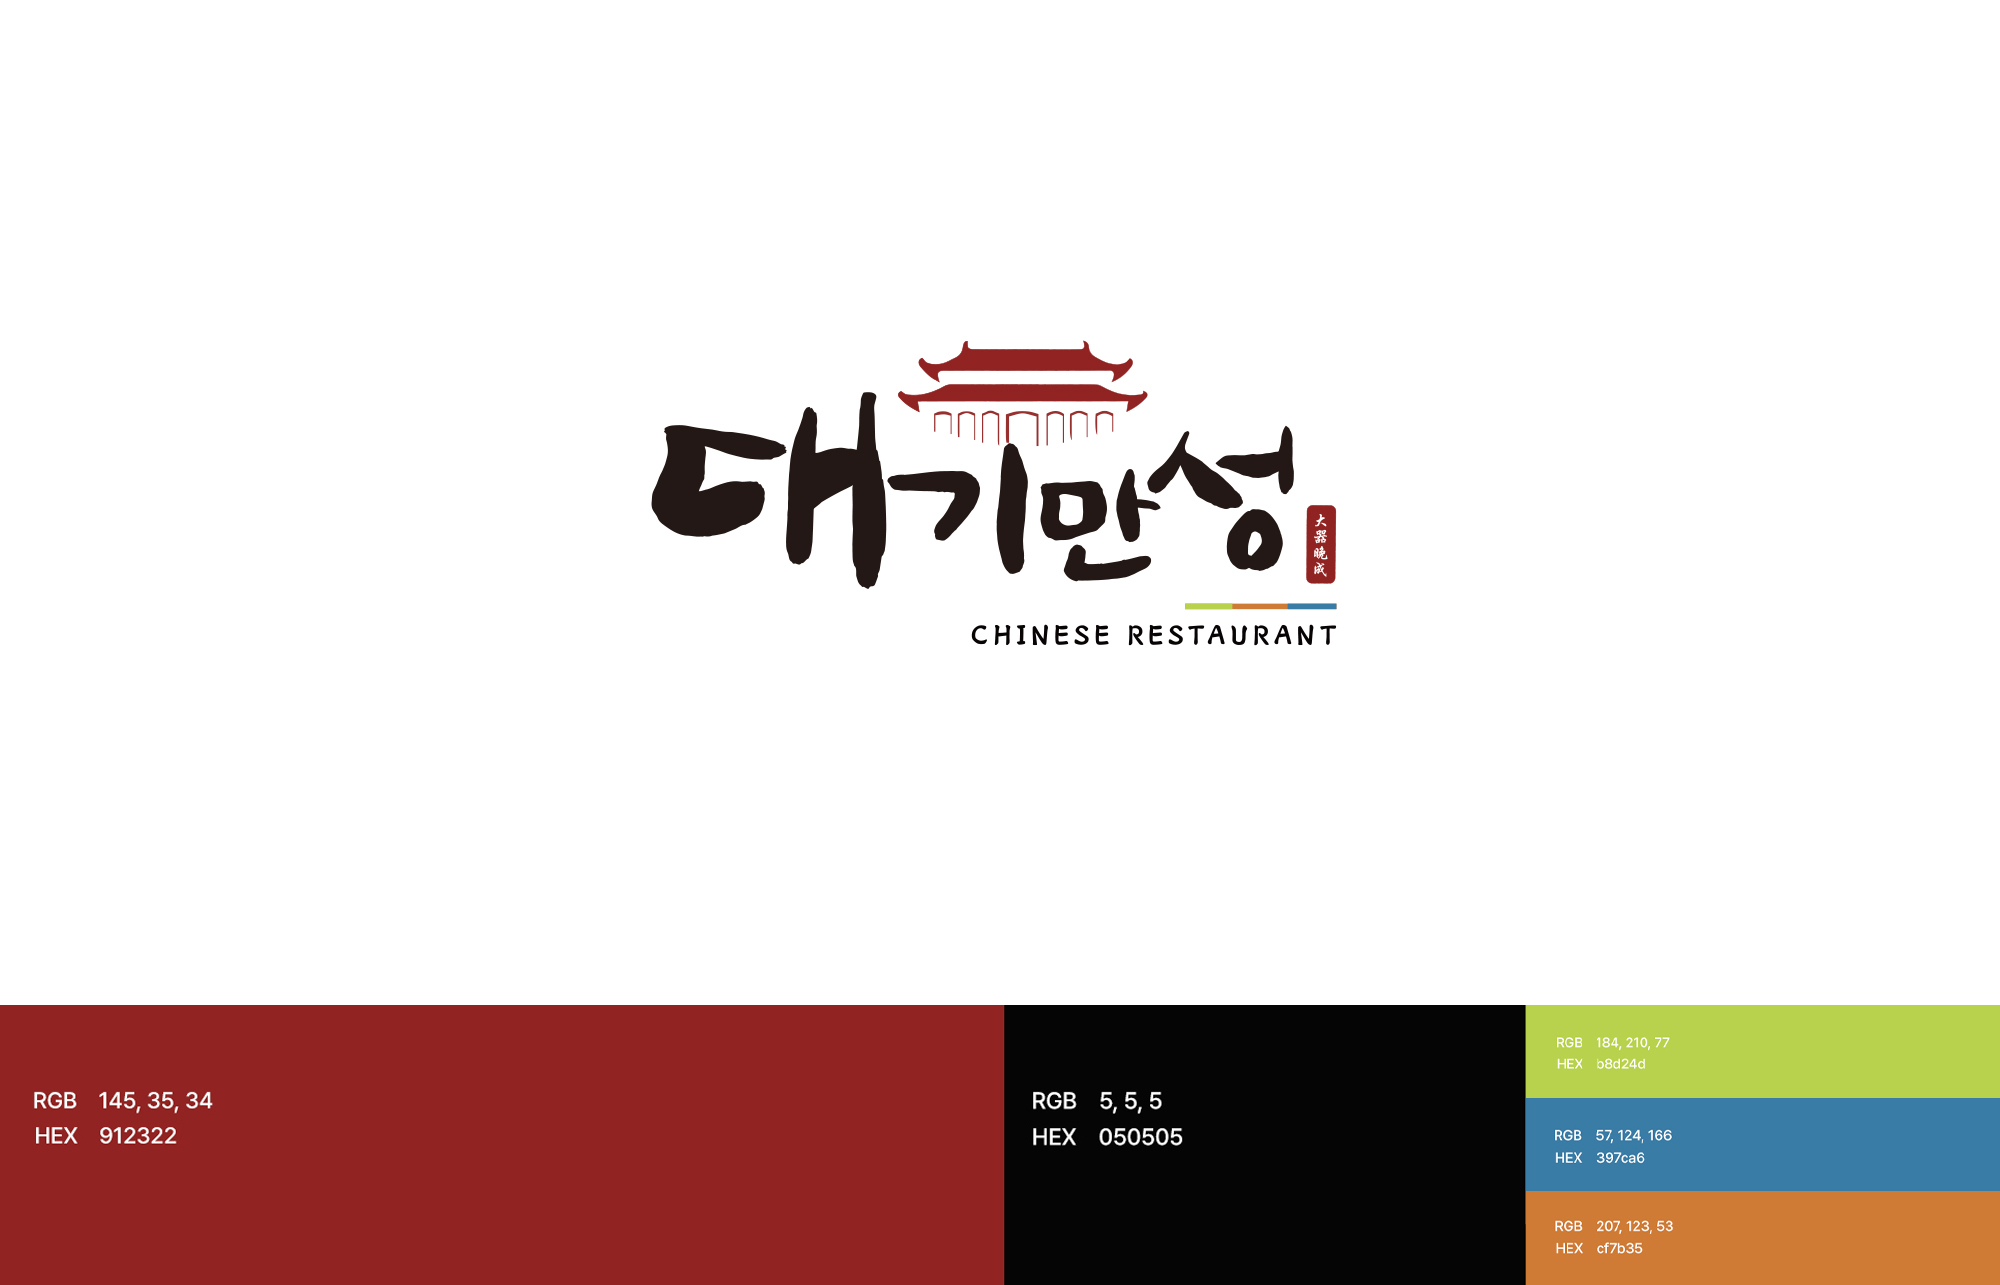 대기만성
大器晚成
CHINESE RESTAURANT
RGB 145, 35, 34
HEX 912322
RGB 5, 5, 5
HEX 050505
RGB 184, 210, 77
HEX b8d24d
RGB 57, 124, 166
HEX 397ca6
RGB 207, 123, 53
HEX cf7b35